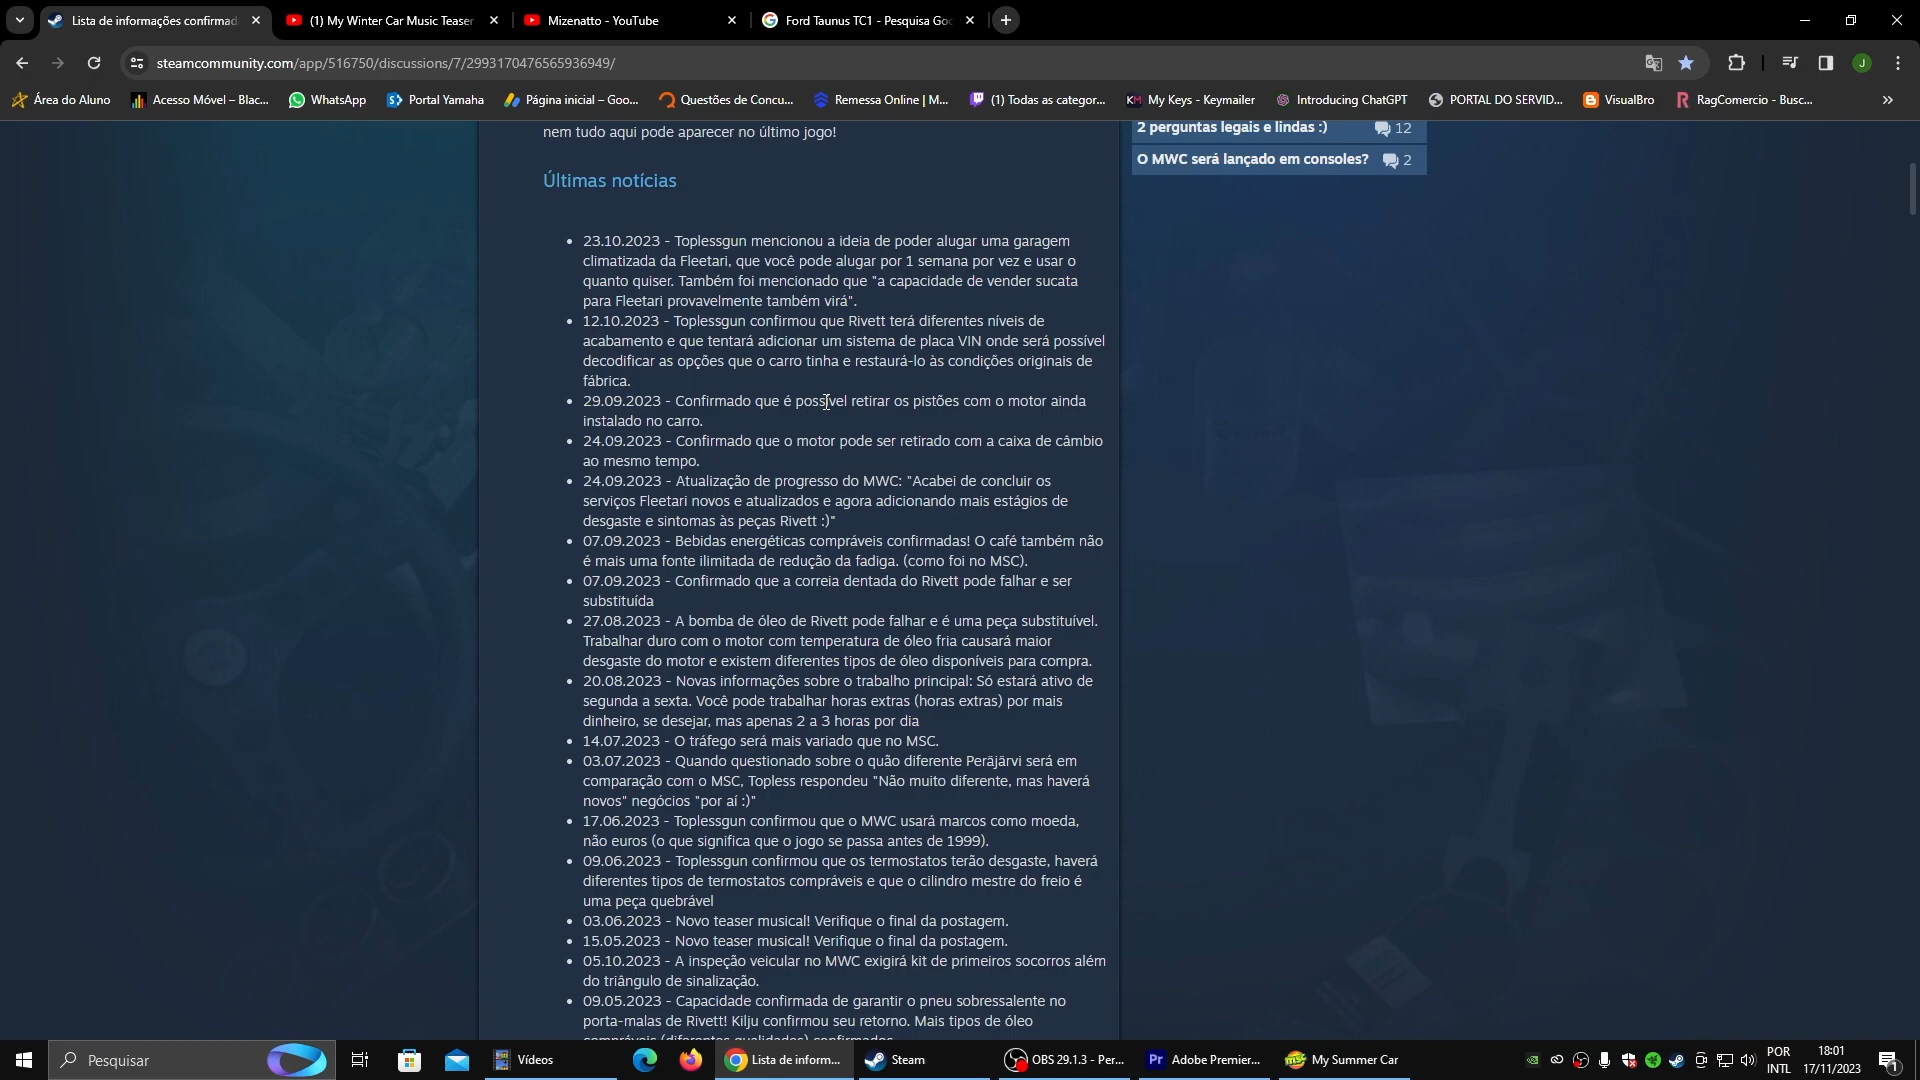 Lista de informações confirmad
(1) My Winter Car Music Teaser
Mizenatto - YouTube
Ford Taunus TC1 - Pesquisa Goo
steamcommunity.com/app/516750/discussions/7/2993170476565936949/
J
Área do Aluno
Acesso Móvel – Blac...
WhatsApp
Portal Yamaha
Página inicial – Goo...
Questões de Concu...
Remessa Online | M...
(1) Todas as categor...
KM My Keys - Keymailer
Introducing ChatGPT
PORTAL DO SERVID...
VisualBro
RagComercio - Busc...
nem tudo aqui pode aparecer no último jogo!
2 perguntas legais e lindas :) 12
O MWC será lançado em consoles? 2
Últimas notícias
23.10.2023 - Toplessgun mencionou a ideia de poder alugar uma garagem
climatizada da Fleetari, que você pode alugar por 1 semana por vez e usar o
quanto quiser. Também foi mencionado que "a capacidade de vender sucata
para Fleetari provavelmente também virá".
12.10.2023 - Toplessgun confirmou que Rivett terá diferentes níveis de
acabamento e que tentará adicionar um sistema de placa VIN onde será possível
decodificar as opções que o carro tinha e restaurá-lo às condições originais de
fábrica.
29.09.2023 - Confirmado que é possível retirar os pistões com o motor ainda
instalado no carro.
24.09.2023 - Confirmado que o motor pode ser retirado com a caixa de câmbio
ao mesmo tempo.
24.09.2023 - Atualização de progresso do MWC: "Acabei de concluir os
serviços Fleetari novos e atualizados e agora adicionando mais estágios de
desgaste e sintomas às peças Rivett :)"
07.09.2023 - Bebidas energéticas compráveis confirmadas! O café também não
é mais uma fonte ilimitada de redução da fadiga. (como foi no MSC).
07.09.2023 - Confirmado que a correia dentada do Rivett pode falhar e ser
substituída
27.08.2023 - A bomba de óleo de Rivett pode falhar e é uma peça substituível.
Trabalhar duro com o motor com temperatura de óleo fria causará maior
desgaste do motor e existem diferentes tipos de óleo disponíveis para compra.
20.08.2023 - Novas informações sobre o trabalho principal: Só estará ativo de
segunda a sexta. Você pode trabalhar horas extras (horas extras) por mais
dinheiro, se desejar, mas apenas 2 a 3 horas por dia
14.07.2023 - O tráfego será mais variado que no MSC.
03.07.2023 - Quando questionado sobre o quão diferente Peräjärvi será em
comparação com o MSC, Topless respondeu "Não muito diferente, mas haverá
novos" negócios "por aí :)"
17.06.2023 - Toplessgun confirmou que o MWC usará marcos como moeda,
não euros (o que significa que o jogo se passa antes de 1999).
09.06.2023 - Toplessgun confirmou que os termostatos terão desgaste, haverá
diferentes tipos de termostatos compráveis e que o cilindro mestre do freio é
uma peça quebrável
03.06.2023 - Novo teaser musical! Verifique o final da postagem.
15.05.2023 - Novo teaser musical! Verifique o final da postagem.
05.10.2023 - A inspeção veicular no MWC exigirá kit de primeiros socorros além
do triângulo de sinalização.
09.05.2023 - Capacidade confirmada de garantir o pneu sobressalente no
porta-malas de Rivett! Kilju confirmou seu retorno. Mais tipos de óleo
compráveis (diferentes qualidades) confirmados
Pesquisar
Vídeos
Lista de inform...
Steam
OBS 29.1.3 - Per...
Adobe Premier...
My Summer Car
POR
INTL
18:01
17/11/2023
1